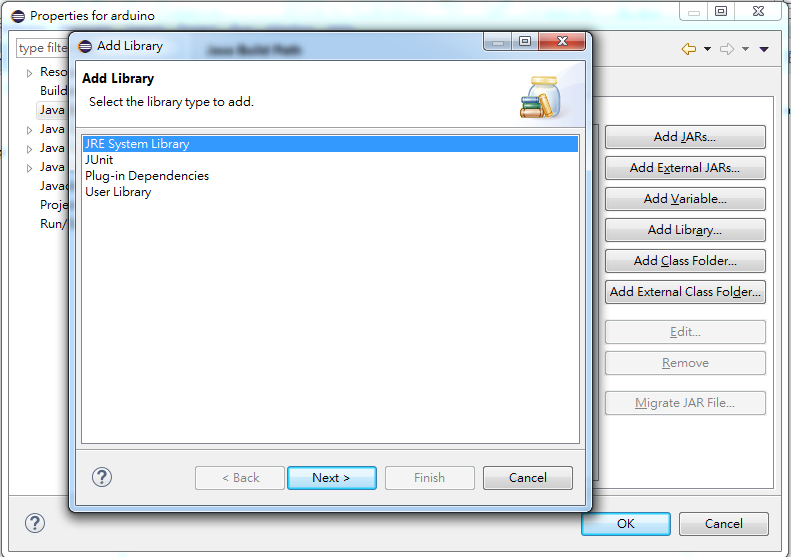 Properties for arduino
type filte
Reso
Build
Java
Java
Java
Java
Javad
Proje
Run/
Java Build Path
Add JARs...
Add External JARs...
Add Variable...
Add Library...
Add Class Folder...
Add External Class Folder...
Edit...
Remove
Migrate JAR File...
OK
Cancel
Add Library
Add Library
Select the library type to add.
JRE System Library
JUnit
Plug-in Dependencies
User Library
< Back
Next >
Finish
Cancel